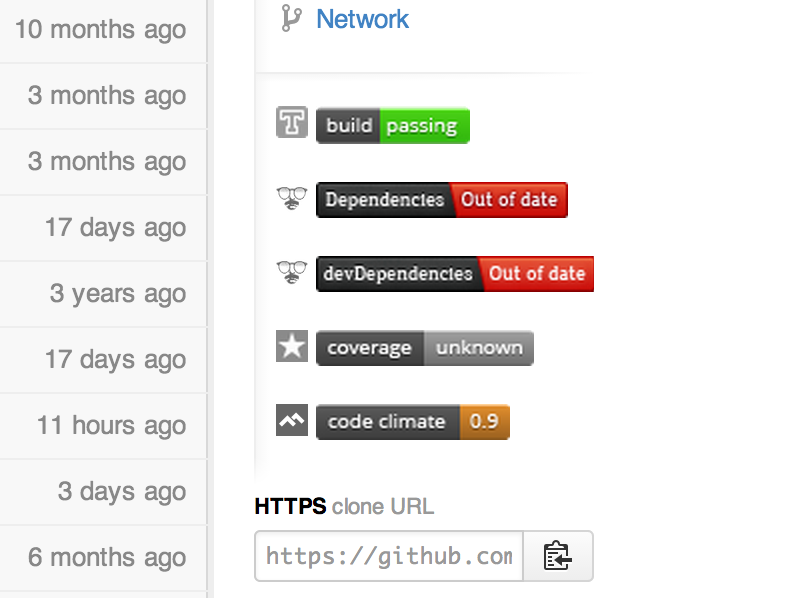 10 months ago
3 months ago
3 months ago
17 days ago
3 years ago
17 days ago
11 hours ago
3 days ago
6 months ago
Network
build passing
Dependencies Out of date
devDependencies Out of date
coverage unknown
code climate 0.9
HTTPS clone URL
https://github.com